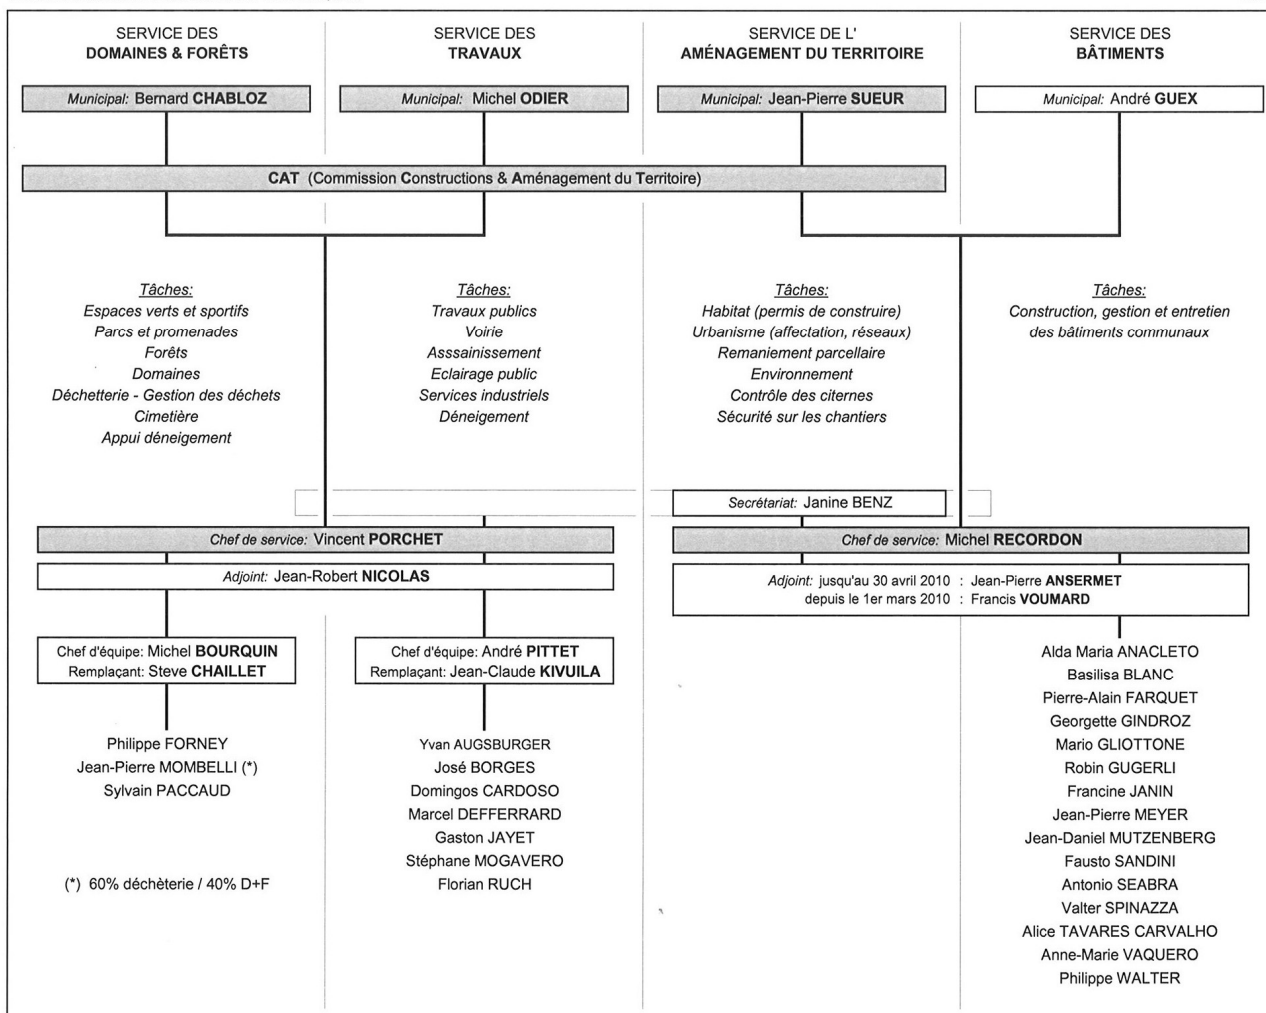 SERVICE DES
DOMAINES & FORÊTS
Municipal: Bernard CHABLOZ
SERVICE DES
TRAVAUX
Municipal: Michel ODIER
SERVICE DE L'
AMÉNAGEMENT DU TERRITOIRE
Municipal: Jean-Pierre SUEUR
SERVICE DES
BÂTIMENTS
Municipal: André GUEX
CAT (Commission Constructions & Aménagement du Territoire)
Tâches:
Espaces verts et sportifs
Parcs et promenades
Forêts
Domaines
Déchetterie - Gestion des déchets
Cimetière
Appui déneigement
Tâches:
Travaux publics
Voirie
Asssainissement
Eclairage public
Services industriels
Déneigement
Tâches:
Habitat (permis de construire)
Urbanisme (affectation, réseaux)
Remaniement parcellaire
Environnement
Contrôle des citernes
Sécurité sur les chantiers
Tâches:
Construction, gestion et entretien
des bâtiments communaux
Secrétariat: Janine BENZ
Chef de service: Vincent PORCHET
Adjoint: Jean-Robert NICOLAS
Chef de service: Michel RECORDON
Adjoint: jusqu'au 30 avril 2010 : Jean-Pierre ANSERMET
depuis le 1er mars 2010 : Francis VOUMARD
Chef d'équipe: Michel BOURQUIN
Remplaçant: Steve CHAILLET
Philippe FORNEY
Jean-Pierre MOMBELLI (*)
Sylvain PACCAUD
(*) 60% déchèterie / 40% D+F
Chef d'équipe: André PITTET
Remplaçant: Jean-Claude KIVUILA
Yvan AUGSBURGER
José BORGES
Domingos CARDOSO
Marcel DEFFERRARD
Gaston JAYET
Stéphane MOGAVERO
Florian RUCH
Alda Maria ANACLETO
Basilisa BLANC
Pierre-Alain FARQUET
Georgette GINDROZ
Mario GLIOTTONE
Robin GUGERLI
Francine JANIN
Jean-Pierre MEYER
Jean-Daniel MUTZENBERG
Fausto SANDINI
Antonio SEABRA
Valter SPINAZZA
Alice TAVARES CARVALHO
Anne-Marie VAQUERO
Philippe WALTER